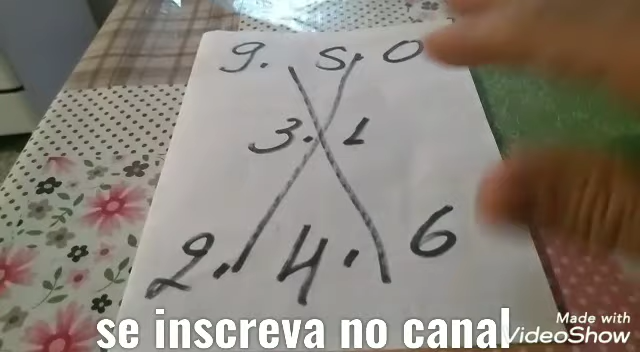 9. 5. 0
3. 1
2. 4. 6
se inscreva no canal
Made with
VideoShow